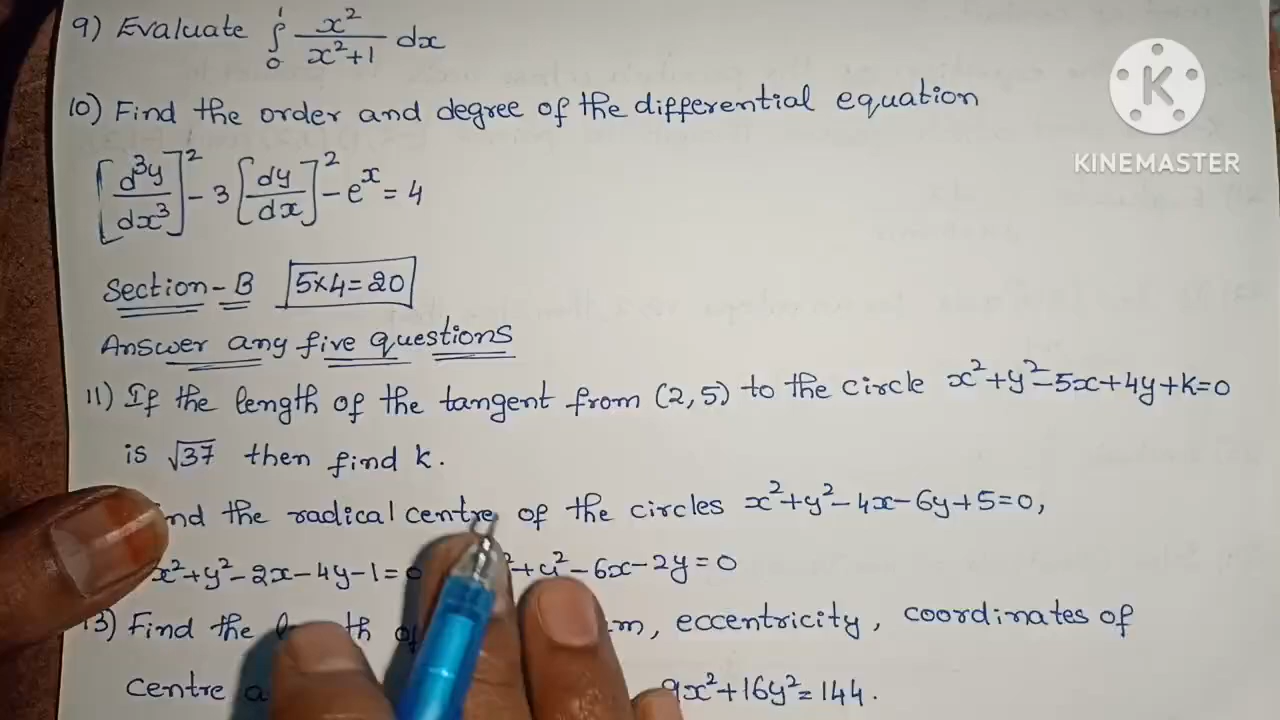 9) Evaluate ∫₀¹ x²/(x²+1) dx
K
KINEMASTER
10) Find the order and degree of the differential equation
[d³y/dx³]² - 3 [dy/dx]² - eˣ = 4
Section - B 5×4=20
Answer any five questions
11) If the length of the tangent from (2,5) to the circle x²+y²-5x+4y+k=0
is √37 then find k.
the radical centre of the circles x²+y²-4x-6y+5=0,
x²+y²-2x-4y-1=0 -6x-2y=0
13) Find the of eccentricity, coordinates of
Centre 9x²+16y²=144.